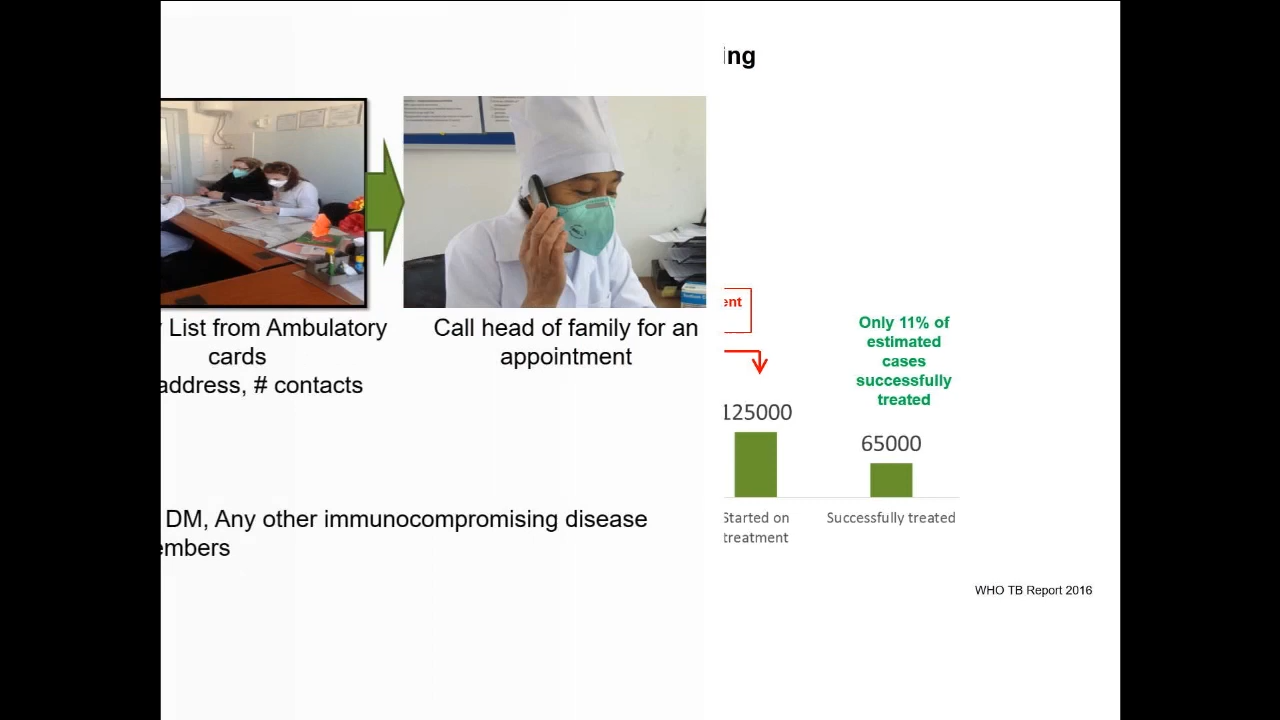 List from Ambulatory
cards
address, # contacts
Call head of family for an
appointment
DM, Any other immunocompromising disease
embers
ing
ent
Only 11% of
estimated
cases
successfully
treated
125000
65000
Started on
treatment
Successfully treated
WHO TB Report 2016